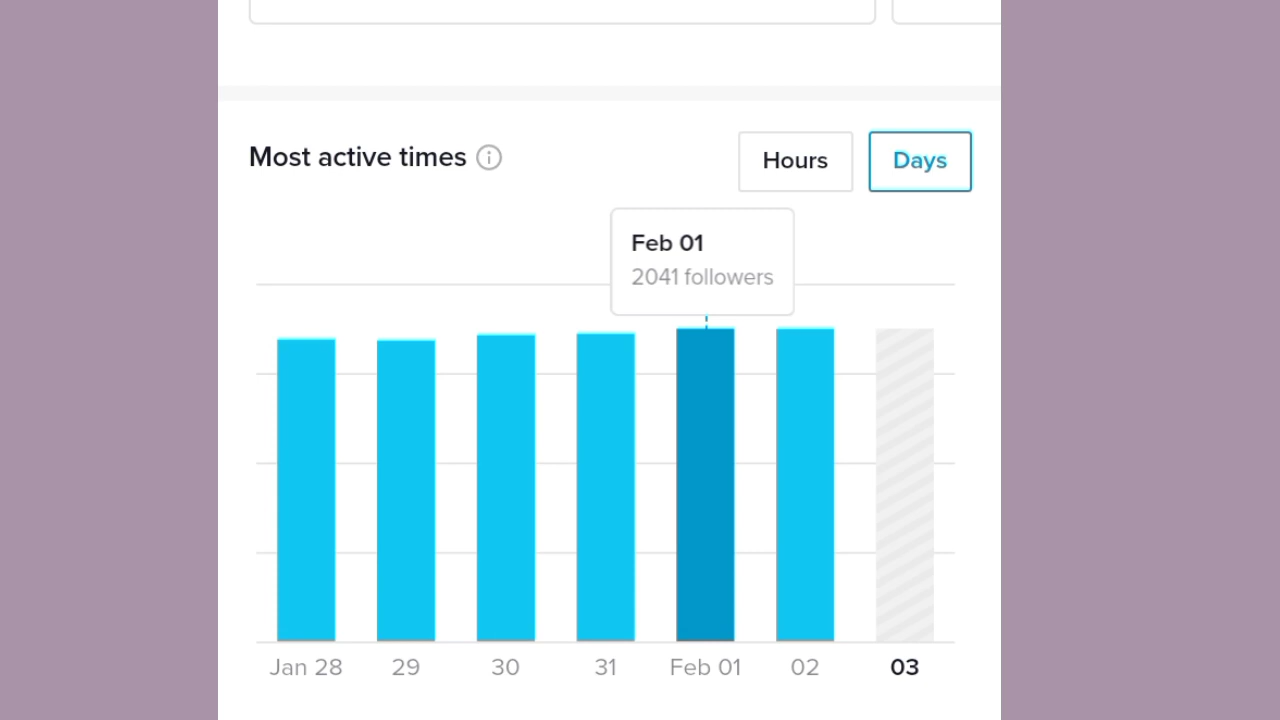 Most active times
Hours
Days
Feb 01
2041 followers
Jan 28
29
30
31
Feb 01
02
03